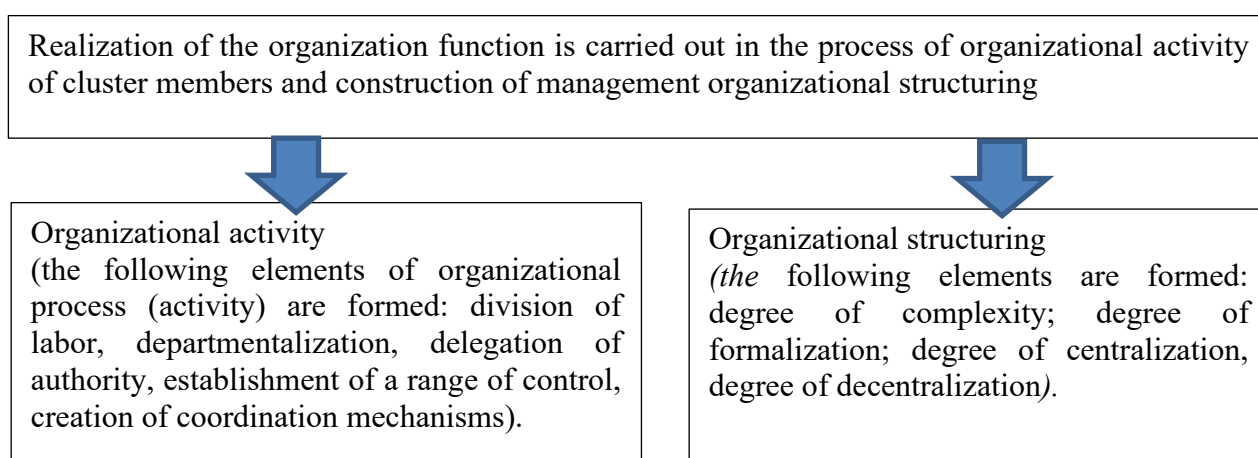 Realization of the organization function is carried out in the process of organizational activity
of cluster members and construction of management organizational structuring
Organizational activity
(the following elements of organizational
process (activity) are formed: division of
labor, departmentalization, delegation of
authority, establishment of a range of control,
creation of coordination mechanisms).
Organizational structuring
(the following elements are formed:
degree of complexity; degree of
formalization; degree of centralization,
degree of decentralization).